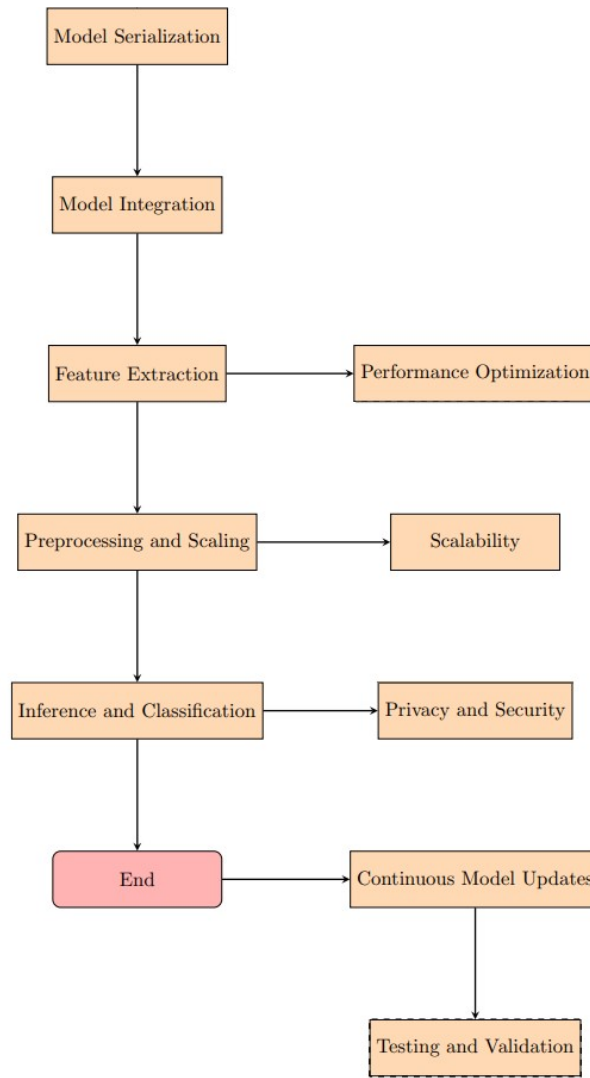 Model Serialization
Model Integration
Feature Extraction
Performance Optimization
Preprocessing and Scaling
Scalability
Inference and Classification
Privacy and Security
End
Continuous Model Updates
Testing and Validation